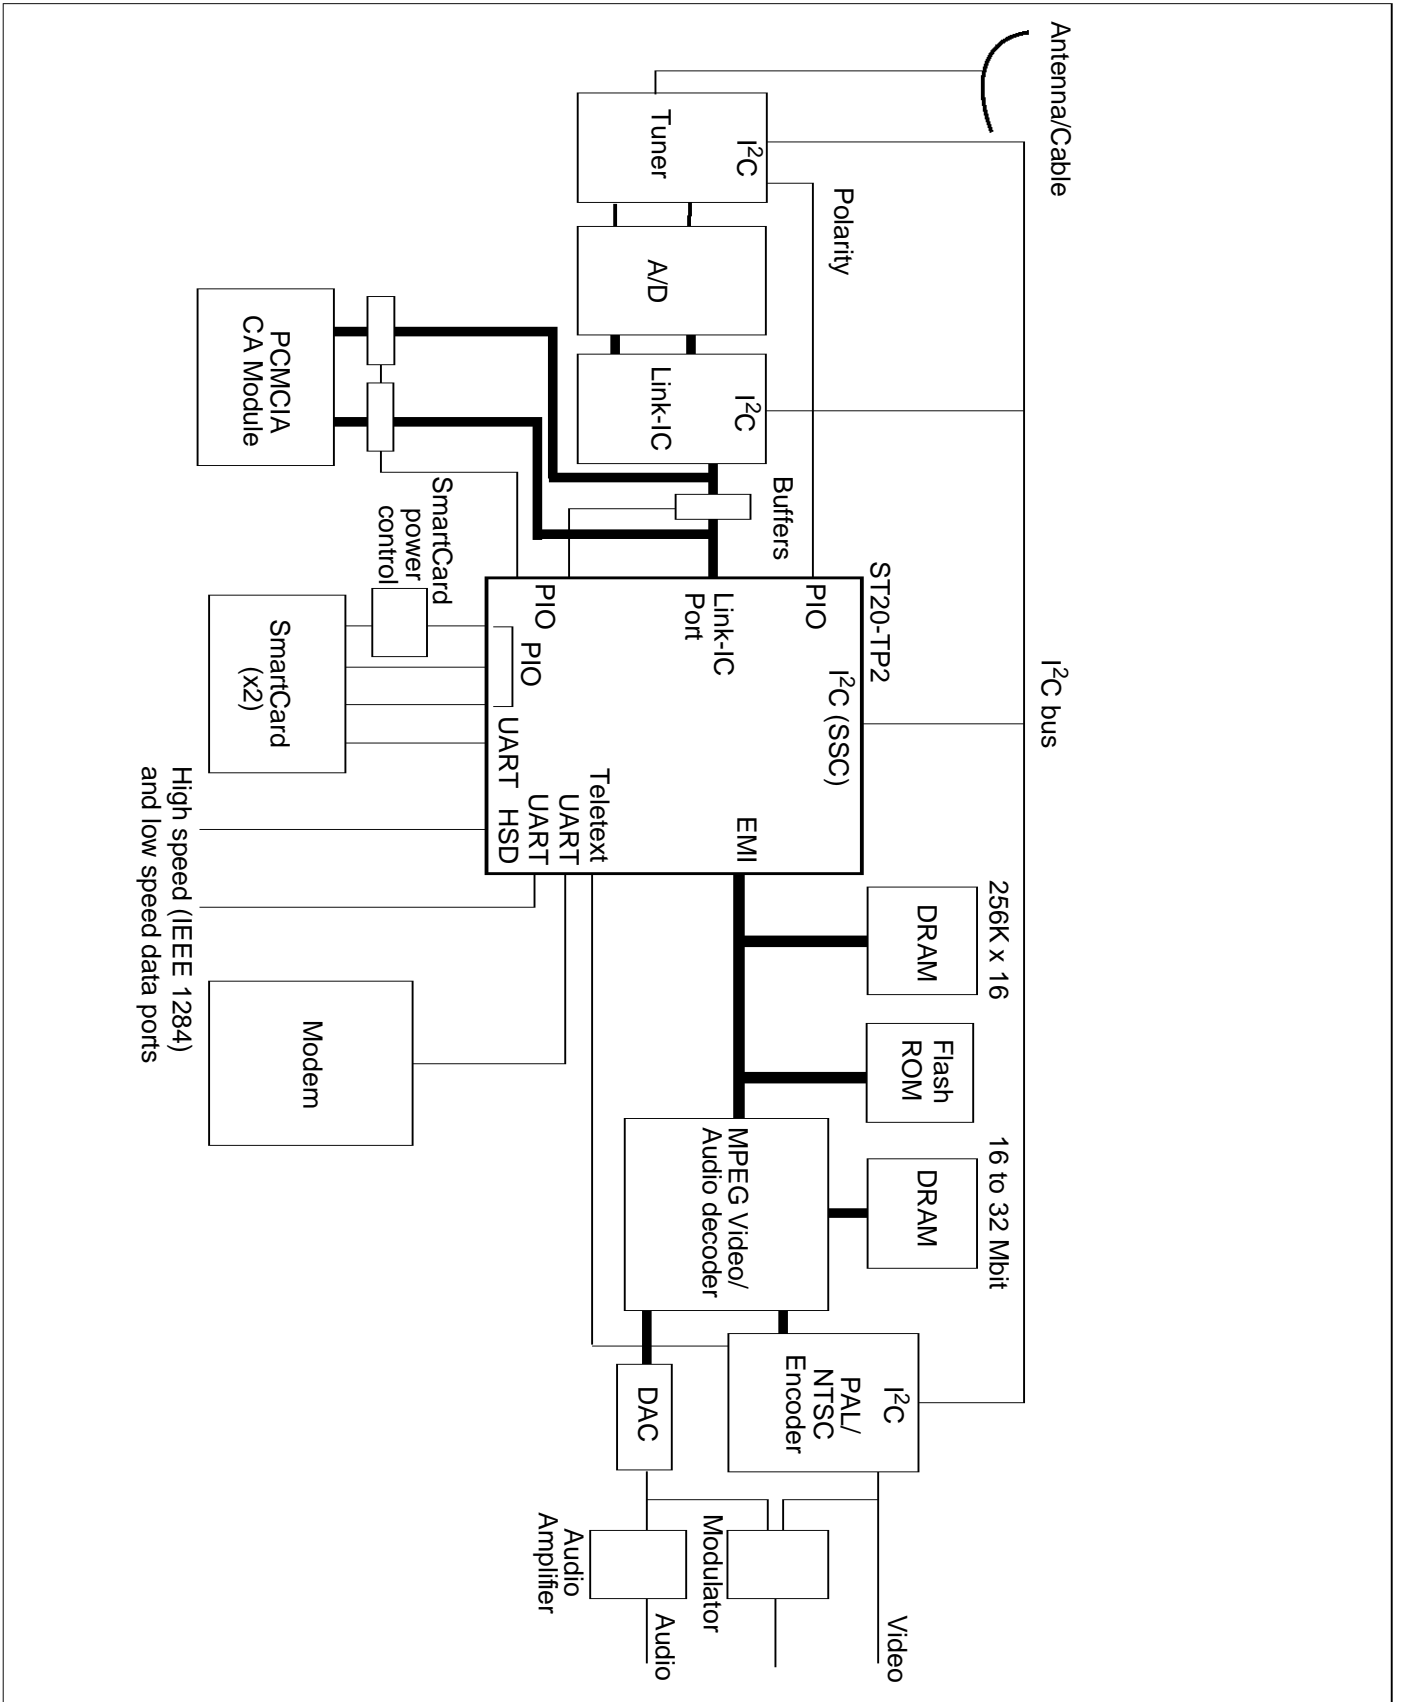 Antenna/Cable
I²C bus
256K x 16
16 to 32 Mbit
Polarity
Buffers
ST20-TP2
I²C
Tuner
A/D
I²C
Link-IC
PIO
I²C (SSC)
Link-IC
Port
EMI
PIO
PIO
UART
HSD
UART
UART
Teletext
DRAM
Flash
ROM
DRAM
MPEG Video/
Audio decoder
I²C
PAL/
NTSC
Encoder
DAC
Modulator
Video
Audio
Amplifier
Audio
PCMCIA
CA Module
SmartCard
power
control
SmartCard
(x2)
High speed (IEEE 1284)
and low speed data ports
Modem